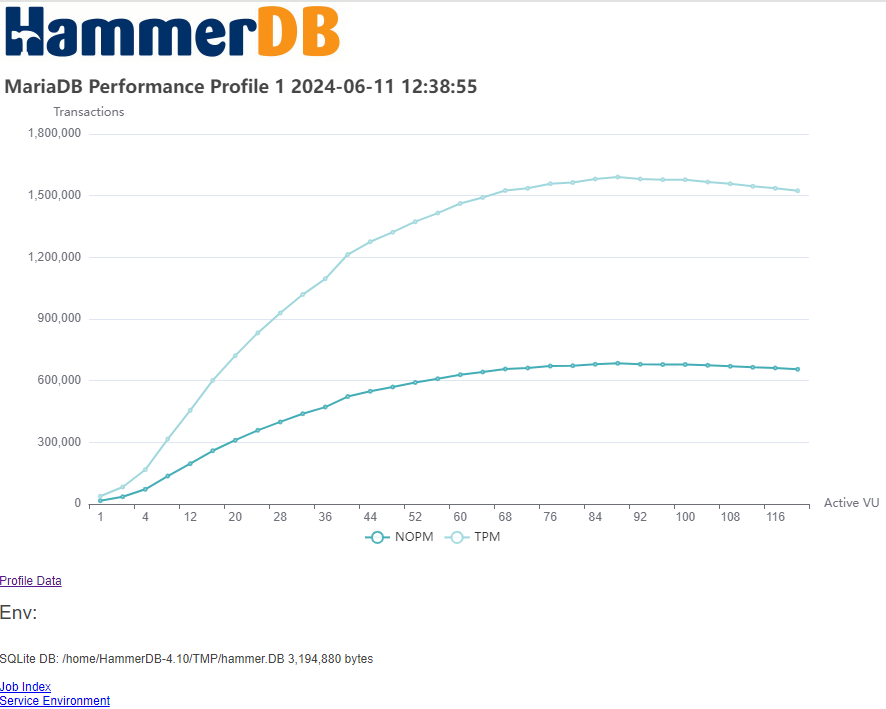 HammerDB
MariaDB Performance Profile 1 2024-06-11 12:38:55
Transactions
1,800,000
1,500,000
1,200,000
900,000
600,000
300,000
0
1 4 12 20 28 36 44 52 60 68 76 84 92 100 108 116
Active VU
NOPM TPM
Profile Data
Env:
SQLite DB: /home/HammerDB-4.10/TMP/hammer.DB 3,194,880 bytes
Job Index
Service Environment